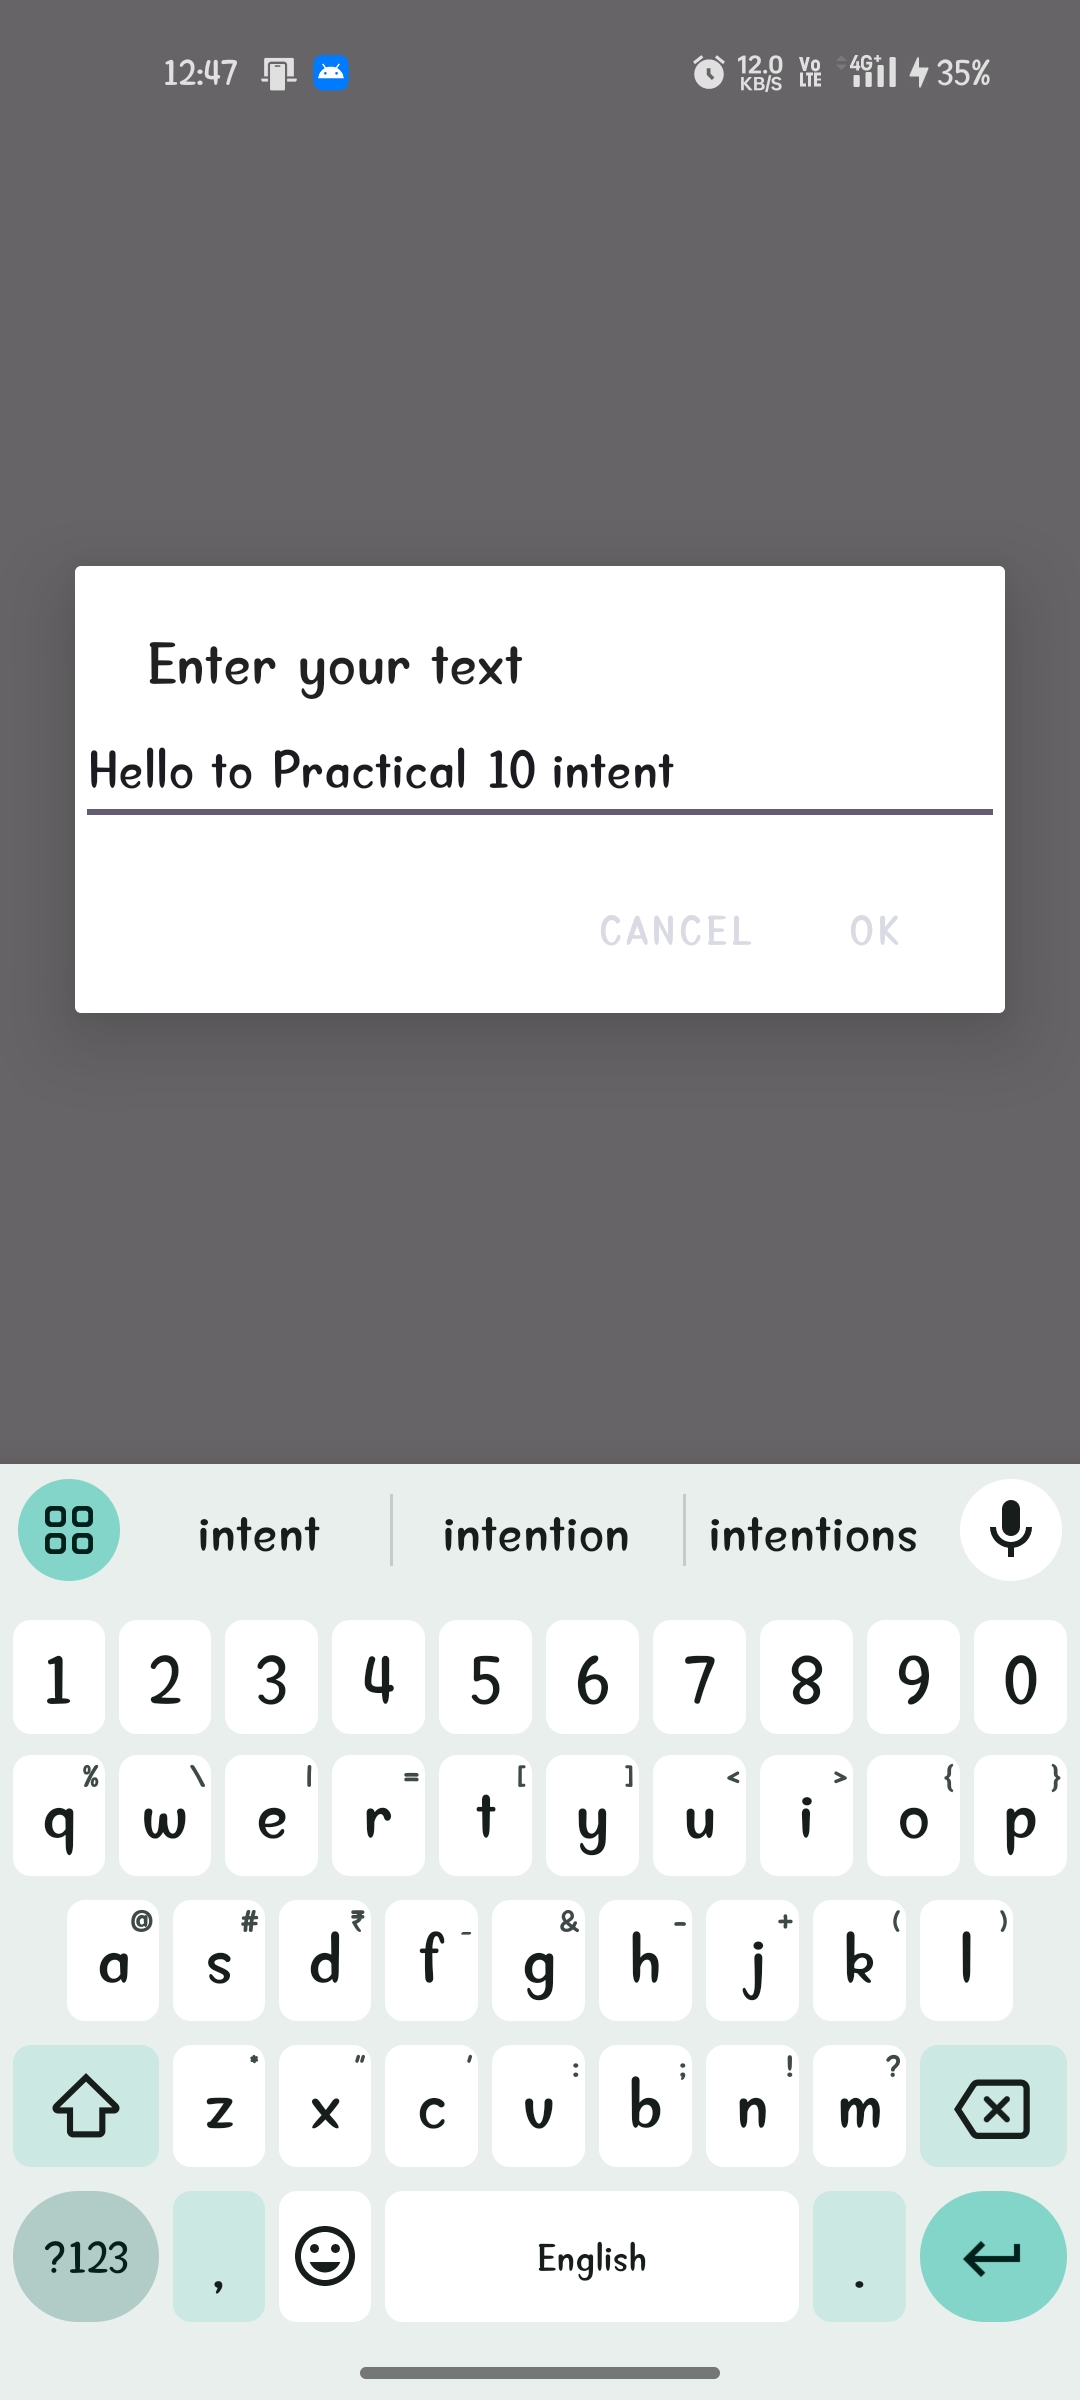 12:47 12.0 KB/S Vo LTE 4G+ 35%
Enter your text
Hello to Practical 10 intent
CANCEL OK
intent intention intentions
1 2 3 4 5 6 7 8 9 0
% \ | = [ ] < > { }
q w e r t y u i o p
@ # ₹ _ & - + ( )
a s d f g h j k l
* " ' : ; ! ?
z x c v b n m
?123 , English .